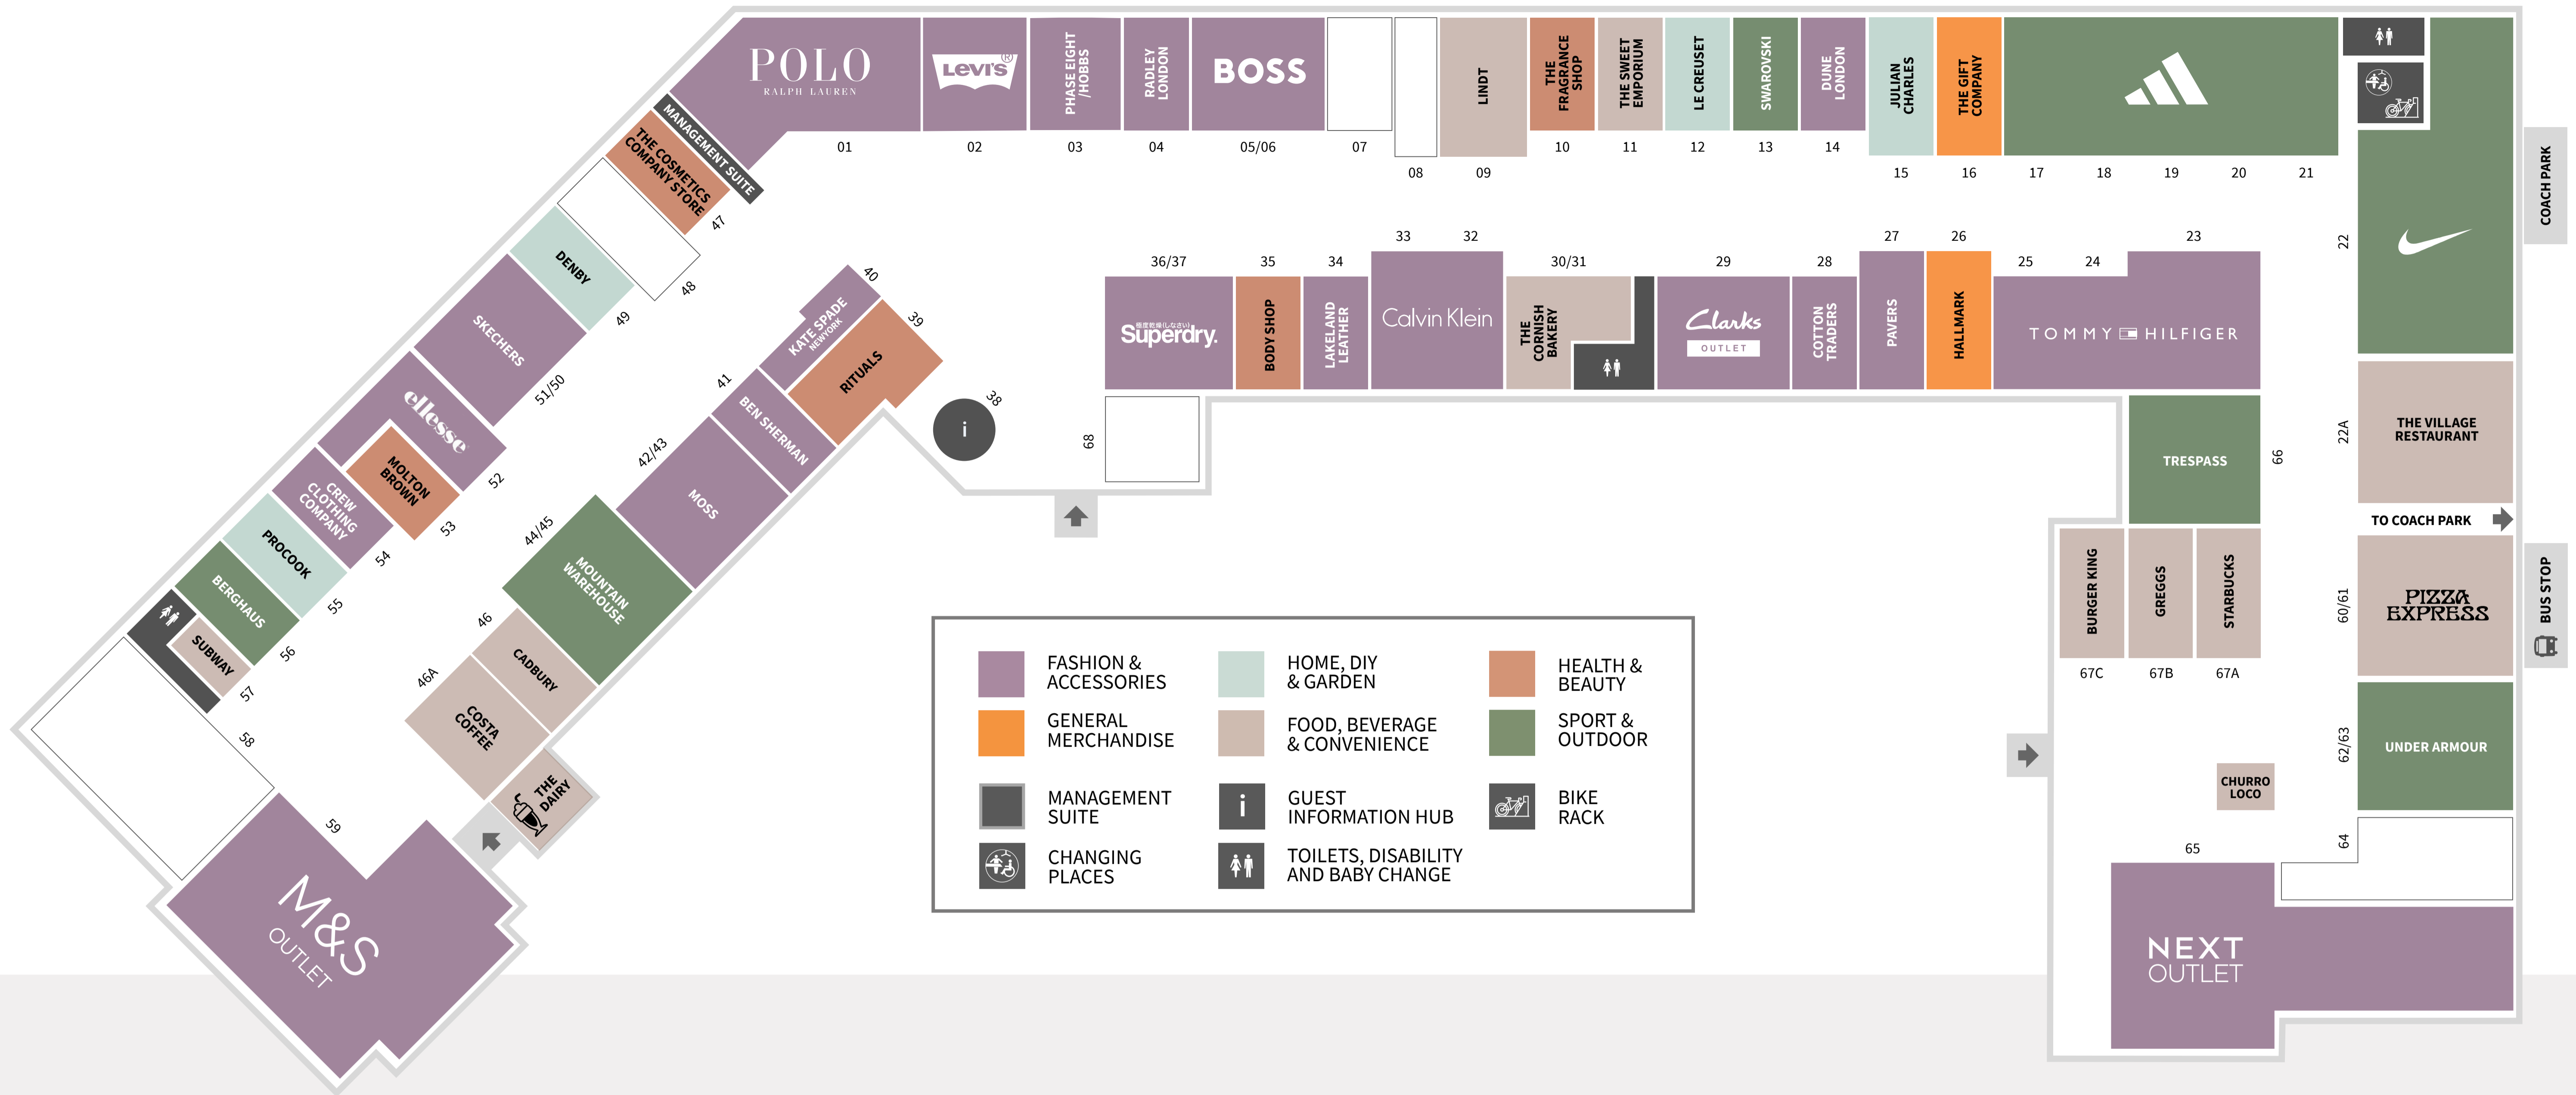 POLO
RALPH LAUREN
LEVI'S®
PHASE EIGHT
/HOBBS
RADLEY
LONDON
BOSS
LINDT
THE
FRAGRANCE
SHOP
THE SWEET
EMPORIUM
LE CREUSET
SWAROVSKI
DUNE
LONDON
JULIAN
CHARLES
THE GIFT
COMPANY
01
02
03
04
05/06
07
08
09
10
11
12
13
14
15
16
17
18
19
20
21
COACH PARK
MANAGEMENT SUITE
THE COSMETICS
COMPANY STORE
47
48
DENBY
49
SKECHERS
51/50
ellesse
52
MOLTON
BROWN
53
CREW
CLOTHING
COMPANY
54
PROCOOK
55
BERGHAUS
56
SUBWAY
57
58
59
M&S
OUTLET
40
KATE SPADE
NEW YORK
39
RITUALS
41
BEN SHERMAN
42/43
MOSS
44/45
MOUNTAIN
WAREHOUSE
46
CADBURY
46A
COSTA
COFFEE
THE
DAIRY
i
38
36/37
35
34
33
32
30/31
29
28
27
26
25
24
23
22
極度乾燥(しなさい)
Superdry.
BODY SHOP
LAKELAND
LEATHER
Calvin Klein
THE
CORNISH
BAKERY
Clarks
OUTLET
COTTON
TRADERS
PAVERS
HALLMARK
TOMMY HILFIGER
68
TRESPASS
66
22A
THE VILLAGE
RESTAURANT
TO COACH PARK
BURGER KING
GREGGS
STARBUCKS
67C
67B
67A
60/61
PIZZA
EXPRESS
BUS STOP
62/63
UNDER ARMOUR
CHURRO
LOCO
64
65
NEXT
OUTLET
FASHION &
ACCESSORIES
HOME, DIY
& GARDEN
HEALTH &
BEAUTY
GENERAL
MERCHANDISE
FOOD, BEVERAGE
& CONVENIENCE
SPORT &
OUTDOOR
MANAGEMENT
SUITE
i
GUEST
INFORMATION HUB
BIKE
RACK
CHANGING
PLACES
TOILETS, DISABILITY
AND BABY CHANGE